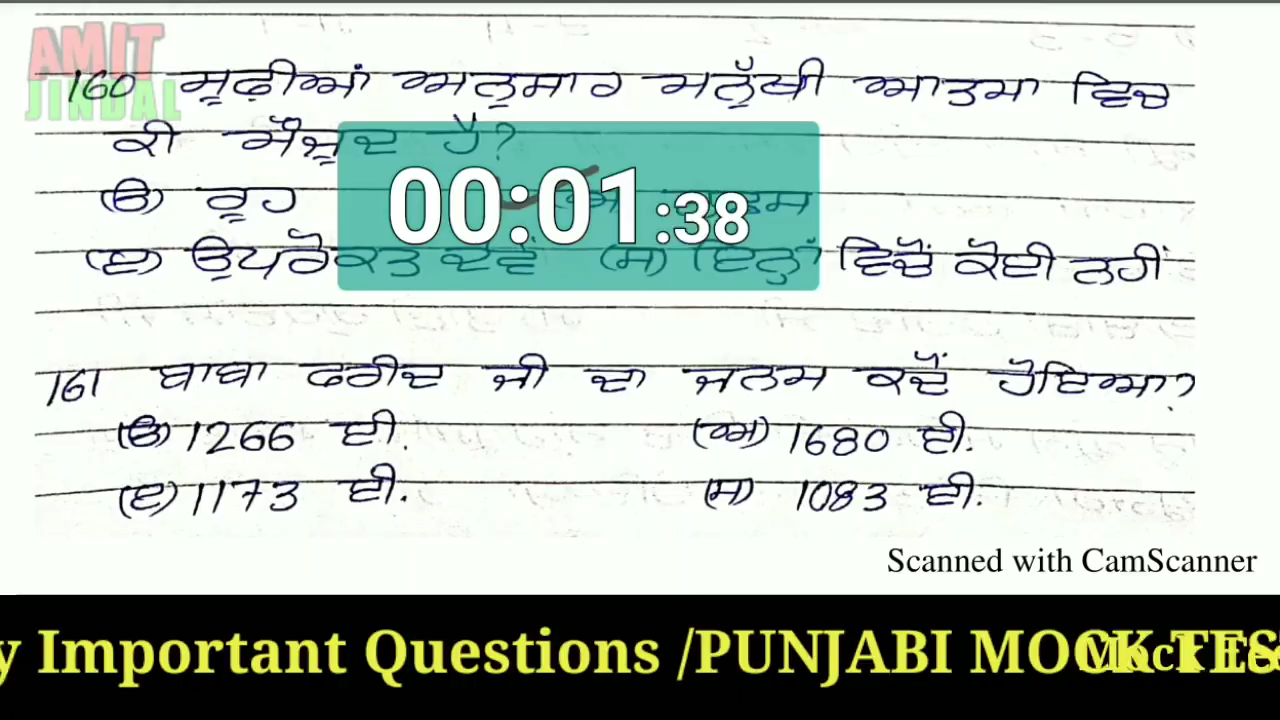 AMIT
JINDAL
160 ਸੂਫ਼ੀਆਂ ਅਨੁਸਾਰ ਮਨੁੱਖੀ ਆਤਮਾ ਵਿਚ
ਕੀ ਮੌਜੂਦ ਹੈ?
00:01:38
(ੳ) ਰੂਹ (ਅ)
(ੲ) ਉਪਰੋਕਤ ਦੋਵੇਂ (ਸ) ਇਨ੍ਹਾਂ ਵਿਚੋਂ ਕੋਈ ਨਹੀਂ
161 ਬਾਬਾ ਫਰੀਦ ਜੀ ਦਾ ਜਨਮ ਕਦੋਂ ਹੋਇਆ?
(ੳ) 1266 ਈ. (ਅ) 1680 ਈ.
(ੲ) 1173 ਈ. (ਸ) 1083 ਈ.
Scanned with CamScanner
y Important Questions /PUNJABI MOCK TES